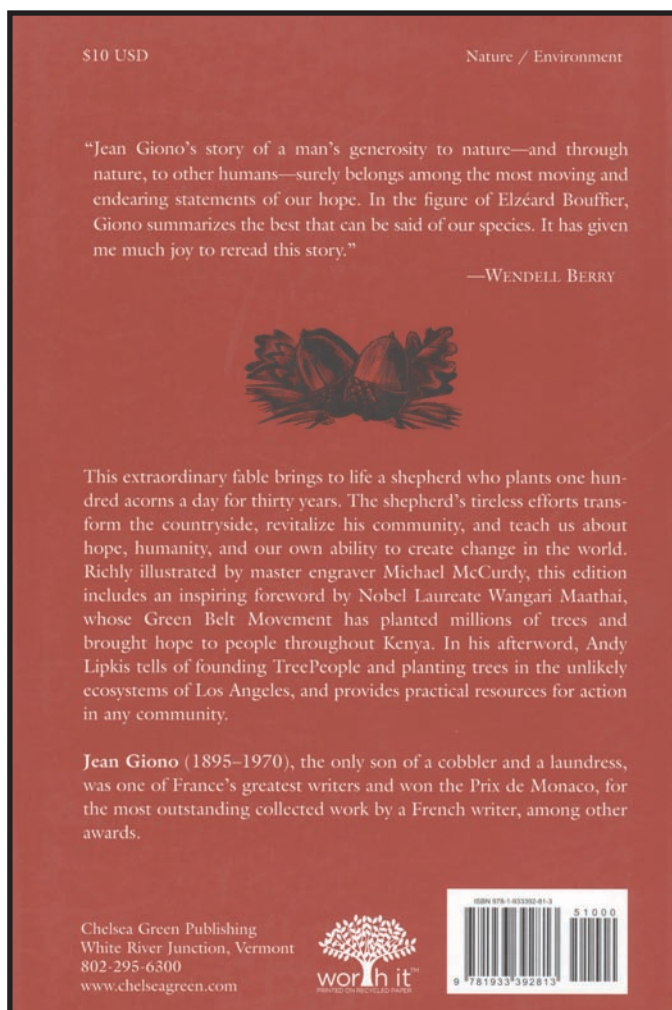 $10 USD
Nature / Environment
“Jean Giono’s story of a man’s generosity to nature—and through
nature, to other humans—surely belongs among the most moving and
endearing statements of our hope. In the figure of Elzéard Bouffier,
Giono summarizes the best that can be said of our species. It has given
me much joy to reread this story.”
—WENDELL BERRY
This extraordinary fable brings to life a shepherd who plants one hun-
dred acorns a day for thirty years. The shepherd’s tireless efforts trans-
form the countryside, revitalize his community, and teach us about
hope, humanity, and our own ability to create change in the world.
Richly illustrated by master engraver Michael McCurdy, this edition
includes an inspiring foreword by Nobel Laureate Wangari Maathai,
whose Green Belt Movement has planted millions of trees and
brought hope to people throughout Kenya. In his afterword, Andy
Lipkis tells of founding TreePeople and planting trees in the unlikely
ecosystems of Los Angeles, and provides practical resources for action
in any community.
Jean Giono (1895–1970), the only son of a cobbler and a laundress,
was one of France’s greatest writers and won the Prix de Monaco, for
the most outstanding collected work by a French writer, among other
awards.
Chelsea Green Publishing
White River Junction, Vermont
802-295-6300
www.chelseagreen.com
worth it™
PRINTED ON RECYCLED PAPER
ISBN 978-1-933392-81-3
51000
9 781933 392813